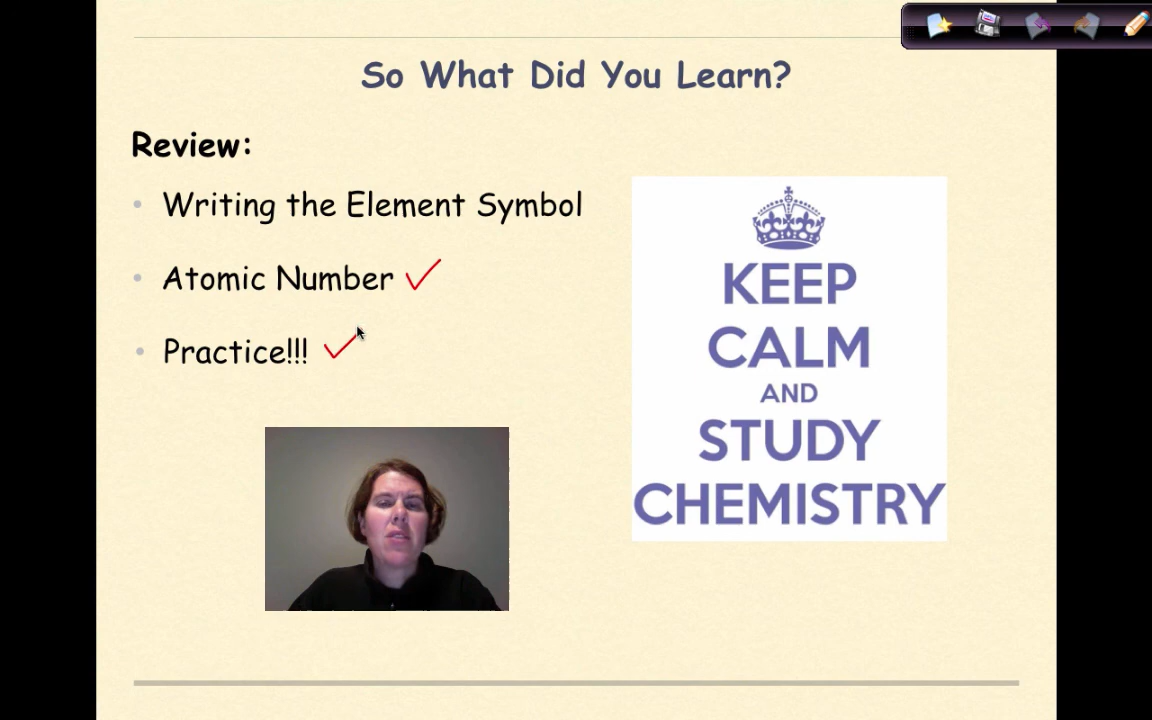 So What Did You Learn?
Review:
• Writing the Element Symbol
• Atomic Number ✓
• Practice!!! ✓
KEEP
CALM
AND
STUDY
CHEMISTRY